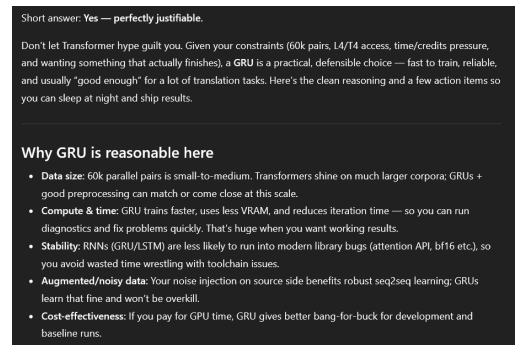 Short answer: Yes — perfectly justifiable.
Don't let Transformer hype guilt you. Given your constraints (60k pairs, L4/T4 access, time/credits pressure,
and wanting something that actually finishes), a GRU is a practical, defensible choice — fast to train, reliable,
and usually “good enough” for a lot of translation tasks. Here's the clean reasoning and a few action items so
you can sleep at night and ship results.
Why GRU is reasonable here
• Data size: 60k parallel pairs is small-to-medium. Transformers shine on much larger corpora; GRUs +
good preprocessing can match or come close at this scale.
• Compute & time: GRU trains faster, uses less VRAM, and reduces iteration time — so you can run
diagnostics and fix problems quickly. That's huge when you want working results.
• Stability: RNNs (GRU/LSTM) are less likely to run into modern library bugs (attention API, bf16 etc.), so
you avoid wasted time wrestling with toolchain issues.
• Augmented/noisy data: Your noise injection on source side benefits robust seq2seq learning; GRUs
learn that fine and won't be overkill.
• Cost-effectiveness: If you pay for GPU time, GRU gives better bang-for-buck for development and
baseline runs.